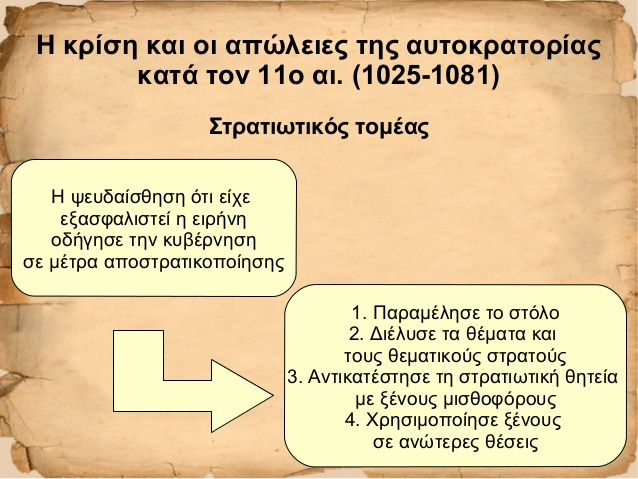 Η κρίση και οι απώλειες της αυτοκρατορίας
κατά τον 11ο αι. (1025-1081)
Στρατιωτικός τομέας
Η ψευδαίσθηση ότι είχε
εξασφαλιστεί η ειρήνη
οδήγησε την κυβέρνηση
σε μέτρα αποστρατικοποίησης
1. Παραμέλησε το στόλο
2. Διέλυσε τα θέματα και
τους θεματικούς στρατούς
3. Αντικατέστησε τη στρατιωτική θητεία
με ξένους μισθοφόρους
4. Χρησιμοποίησε ξένους
σε ανώτερες θέσεις